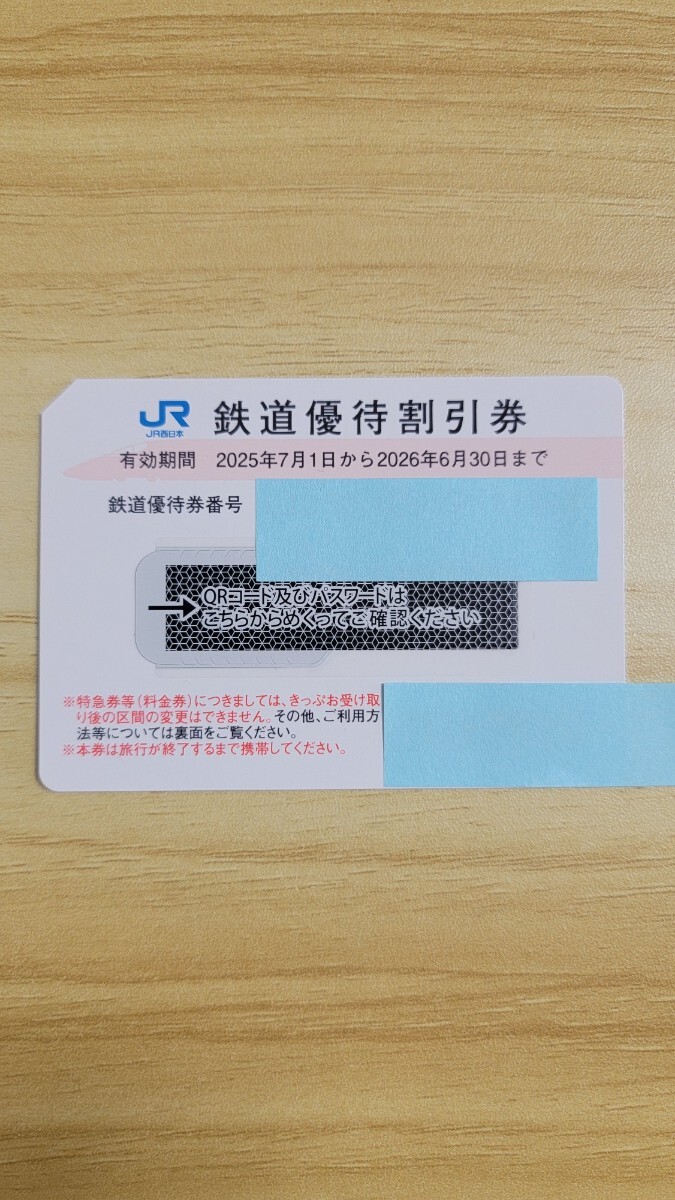 JR
JR西日本
鉄道優待割引券
有効期間 2025年7月1日から2026年6月30日まで
鉄道優待券番号
QRコード及びパスワードは
こちらからめくってご確認ください
※特急券等(料金券)につきましては、きっぷお受け取
り後の区間の変更はできません。その他、ご利用方
法等については裏面をご覧ください。
※本券は旅行が終了するまで携帯してください。